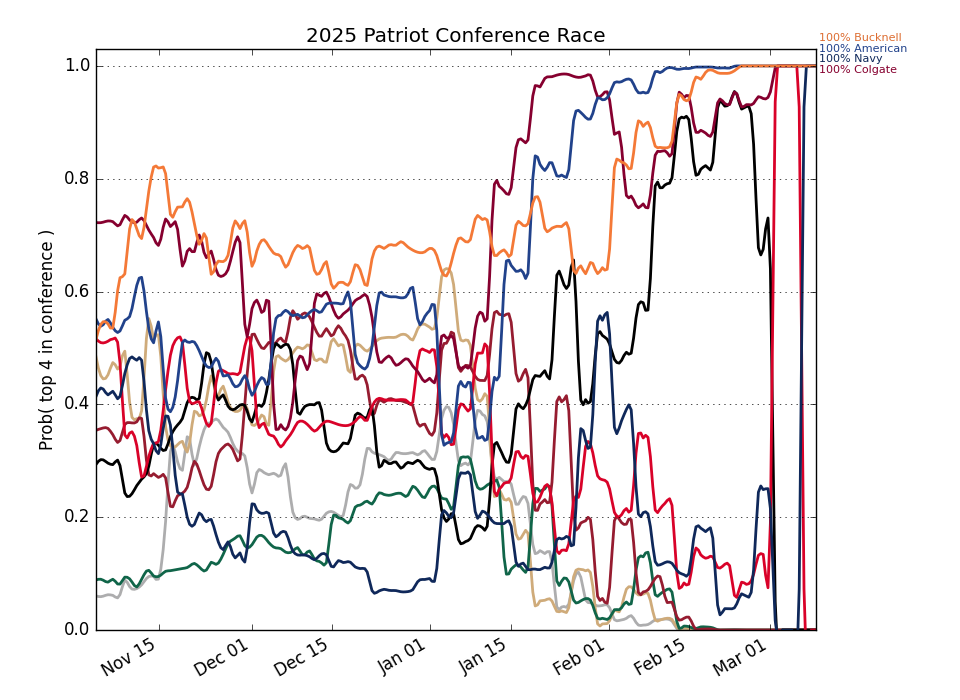 2025 Patriot Conference Race
100% Bucknell
100% American
100% Navy
100% Colgate
Prob( top 4 in conference )
1.0
0.8
0.6
0.4
0.2
0.0
Nov 15
Dec 01
Dec 15
Jan 01
Jan 15
Feb 01
Feb 15
Mar 01